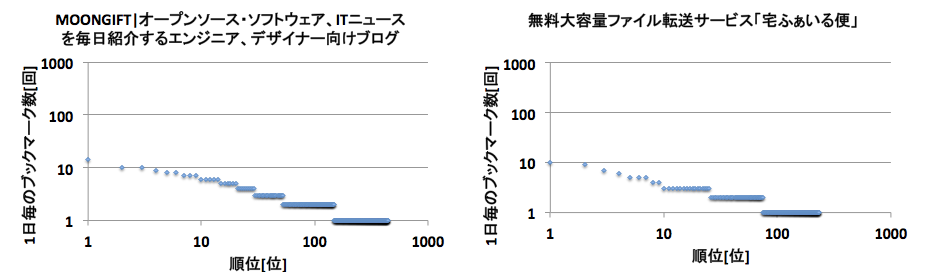 MOONGIFT|オープンソース・ソフトウェア、ITニュース
を毎日紹介するエンジニア、デザイナー向けブログ
1日毎のブックマーク数[回]
1000
100
10
1
1
10
100
1000
順位[位]
無料大容量ファイル転送サービス「宅ふぁいる便」
1日毎のブックマーク数[回]
1000
100
10
1
1
10
100
1000
順位[位]